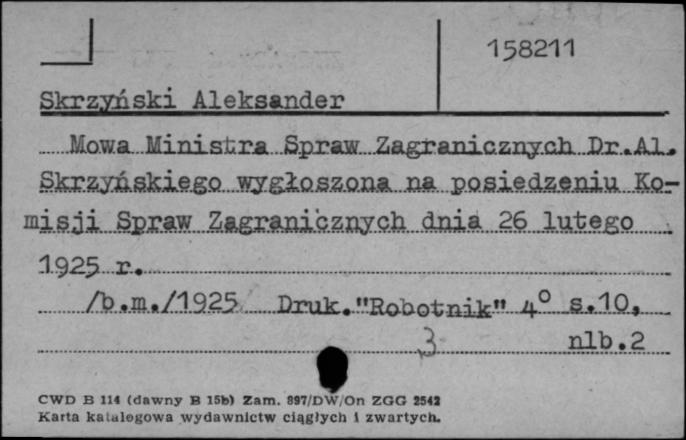 158211
Skrzyński Aleksander
Mowa Ministra Spraw Zagranicznych Dr.Al.
Skrzyńskiego wygłoszona na posiedzeniu Ko-
misji Spraw Zagranicznych dnia 26 lutego
1925 r.
/b.m./1925 Druk."Robotnik" 4° s.10,
3 nlb.2
CWD B 114 (dawny B 15b) Zam. 897/DW/On ZGG 2542
Karta katalogowa wydawnictw ciągłych i zwartych.